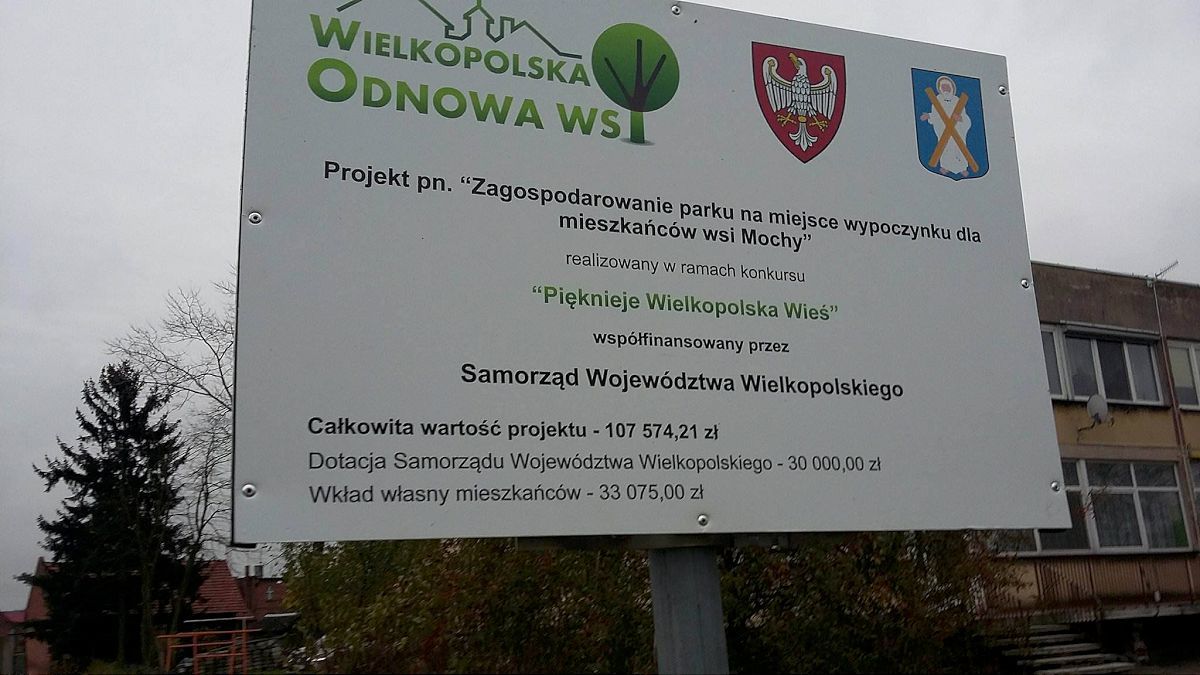 WIELKOPOLSKA
ODNOWA WSI
Projekt pn. “Zagospodarowanie parku na miejsce wypoczynku dla
mieszkańców wsi Mochy”
realizowany w ramach konkursu
“Pięknieje Wielkopolska Wieś”
współfinansowany przez
Samorząd Województwa Wielkopolskiego
Całkowita wartość projektu - 107 574,21 zł
Dotacja Samorządu Województwa Wielkopolskiego - 30 000,00 zł
Wkład własny mieszkańców - 33 075,00 zł